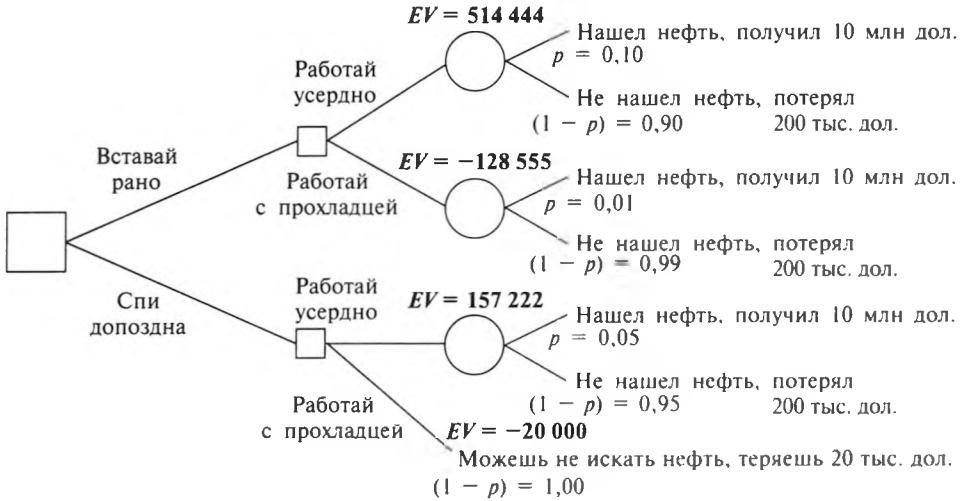 EV = 514 444
Нашел нефть, получил 10 млн дол.
p = 0,10
Работай
усердно
Не нашел нефть, потерял
(1 − p) = 0,90 200 тыс. дол.
Вставай
рано
EV = −128 555
Работай
с прохладцей
Нашел нефть, получил 10 млн дол.
p = 0,01
Не нашел нефть, потерял
(1 − p) = 0,99 200 тыс. дол.
Спи
допоздна
Работай
усердно
EV = 157 222
Нашел нефть, получил 10 млн дол.
p = 0,05
Не нашел нефть, потерял
(1 − p) = 0,95 200 тыс. дол.
Работай
с прохладцей
EV = −20 000
Можешь не искать нефть, теряешь 20 тыс. дол.
(1 − p) = 1,00